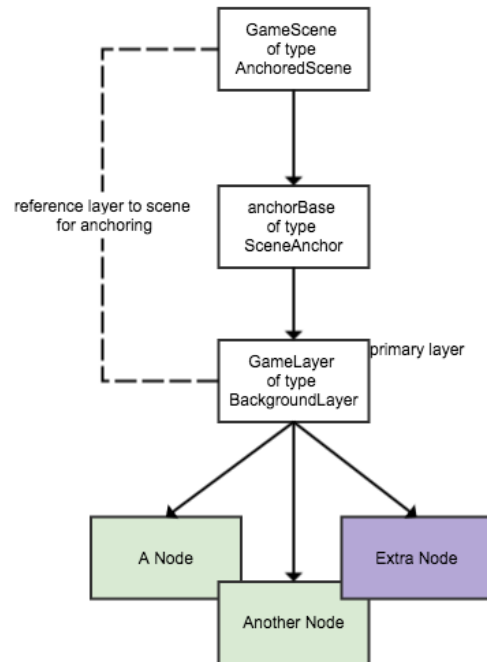 GameScene
of type
AnchoredScene
reference layer to scene
for anchoring
anchorBase
of type
SceneAnchor
primary layer
GameLayer
of type
BackgroundLayer
A Node
Extra Node
Another Node